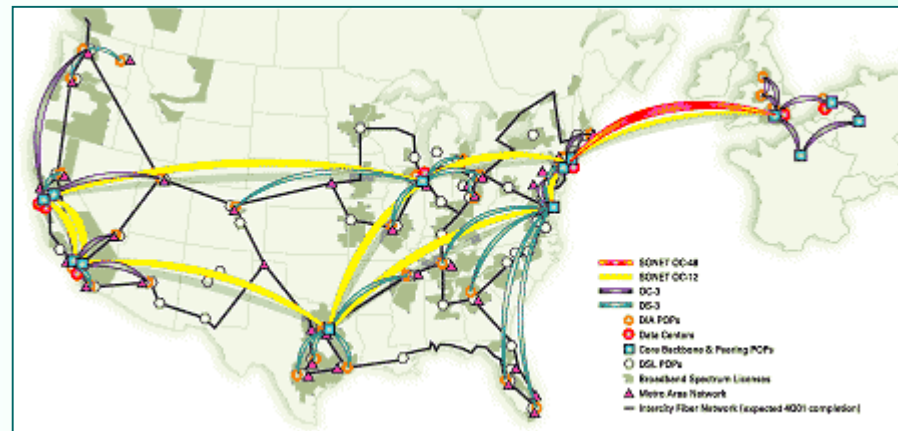 SONET OC-48
SONET OC-12
OC-3
DS-3
DIA POPs
Data Centers
Core Backbone & Peering POPs
DSL POPs
Broadband Spectrum Licenses
Metro Area Network
Intercity Fiber Network (expected 4Q01 completion)